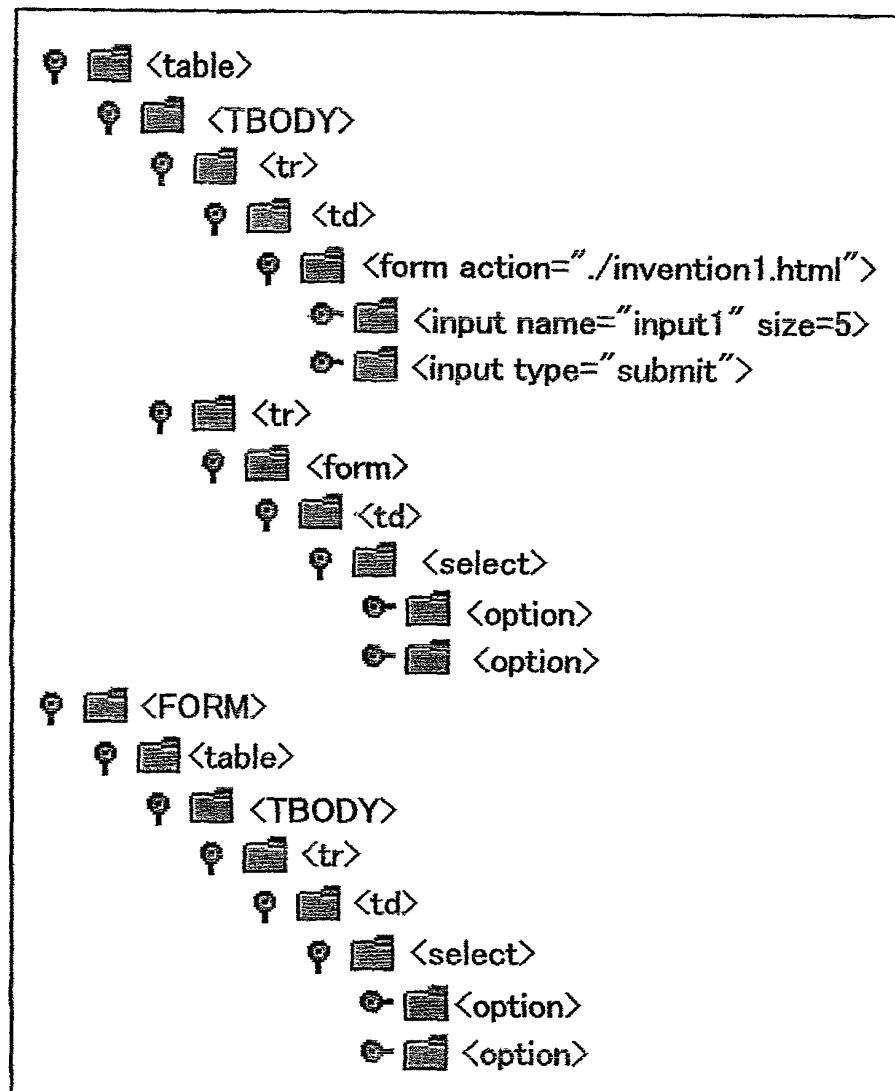 <table>
<TBODY>
<tr>
<td>
<form action="./invention1.html">
<input name="input1" size=5>
<input type="submit">
<tr>
<form>
<td>
<select>
<option>
<option>
<FORM>
<table>
<TBODY>
<tr>
<td>
<select>
<option>
<option>